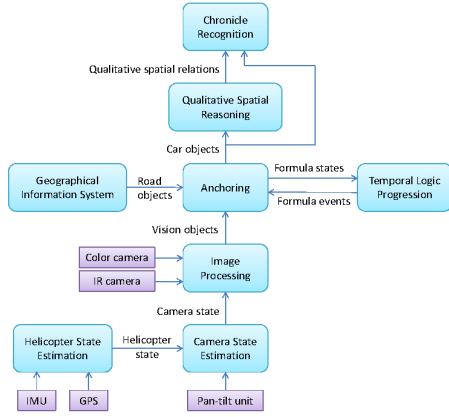 Chronicle
Recognition
Qualitative spatial relations
Qualitative Spatial
Reasoning
Car objects
Geographical
Information System
Road
objects
Anchoring
Formula states
Formula events
Temporal Logic
Progression
Vision objects
Color camera
IR camera
Image
Processing
Camera state
Helicopter State
Estimation
Helicopter
state
Camera State
Estimation
IMU
GPS
Pan-tilt unit